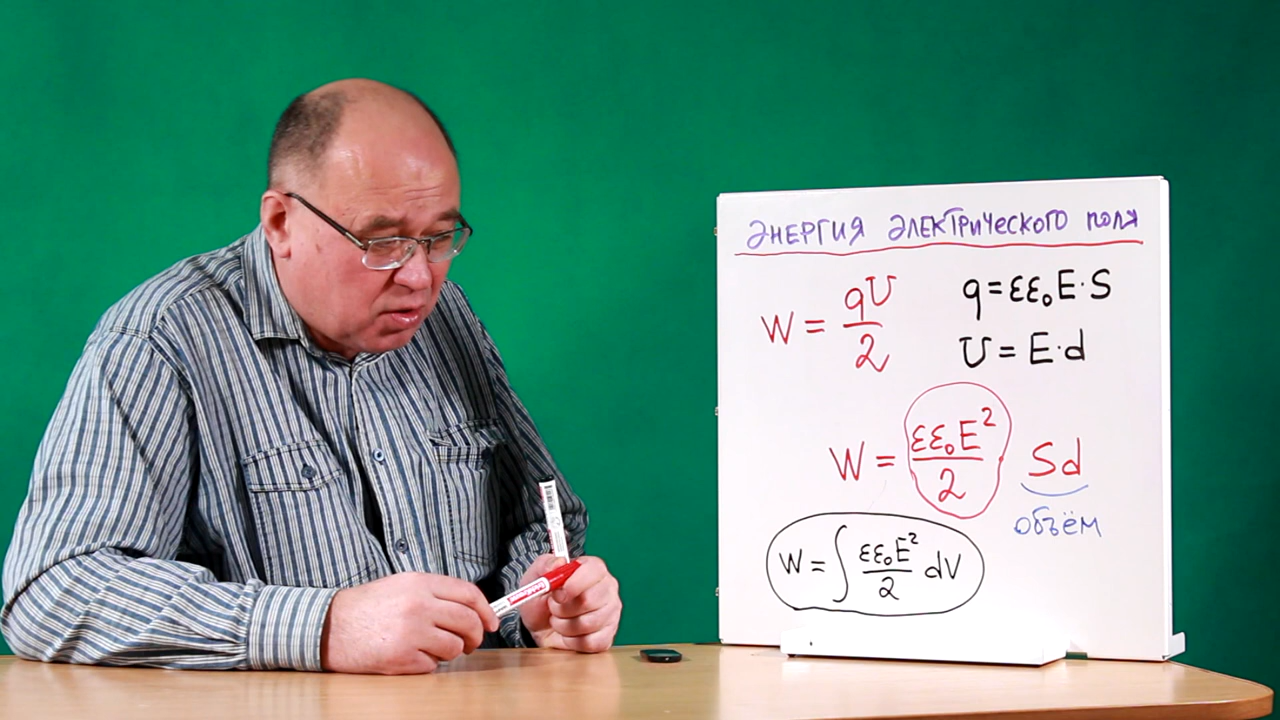 ЭНЕРГИЯ ЭЛЕКТРИЧЕСКОГО ПОЛЯ
W = qU/2
q = εε₀E·S
U = E·d
W = εε₀E²/2 Sd
объём
W = ∫ εε₀E²/2 dV